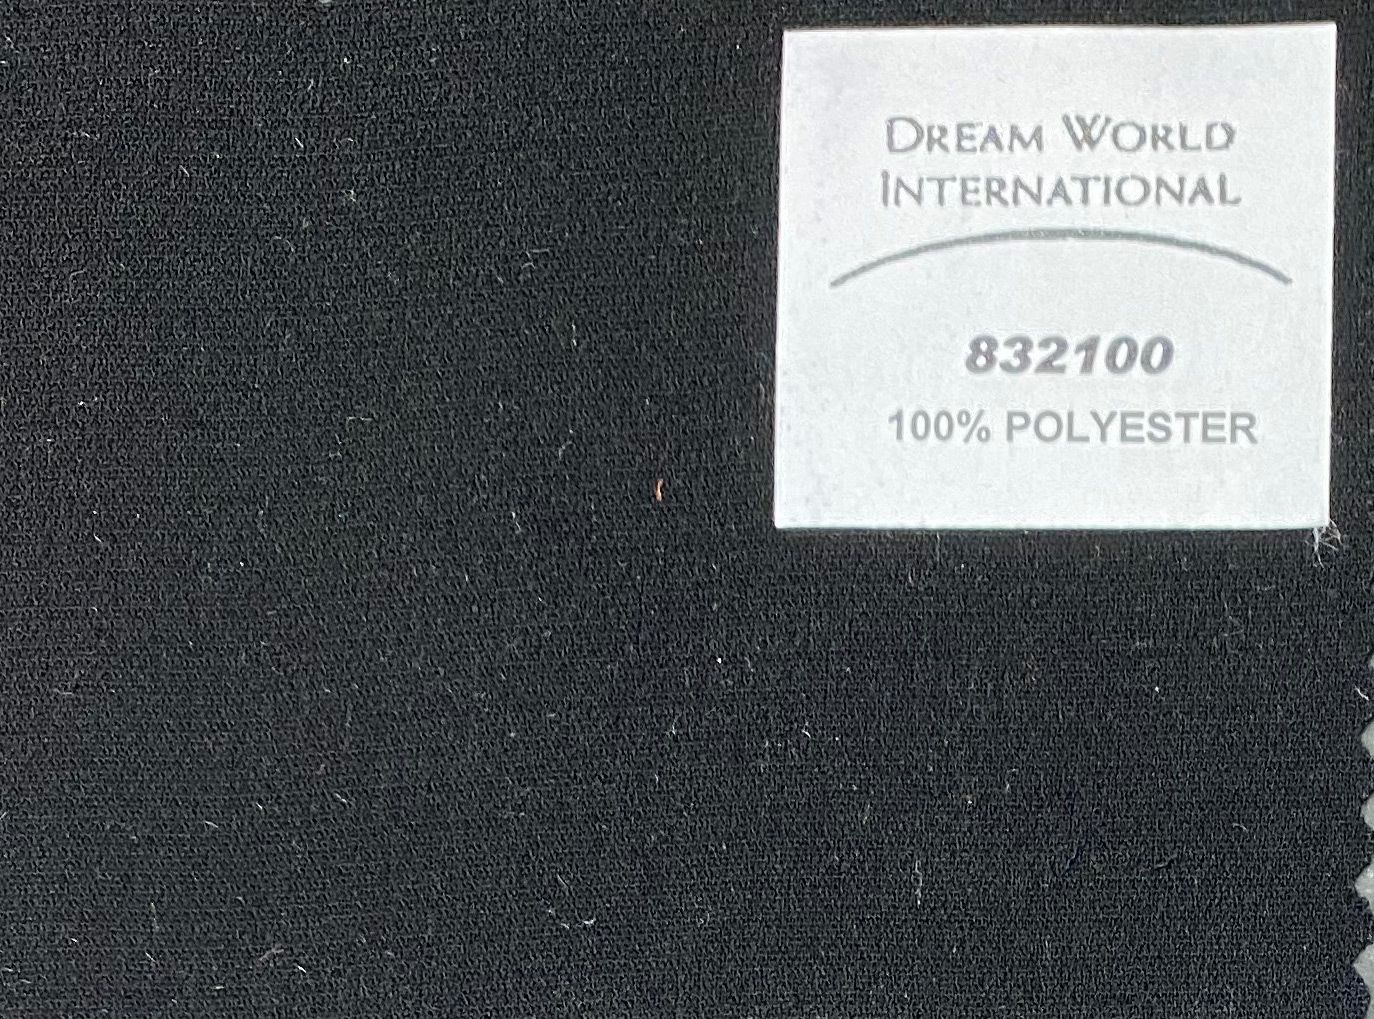 DREAM WORLD
INTERNATIONAL
832100
100% POLYESTER